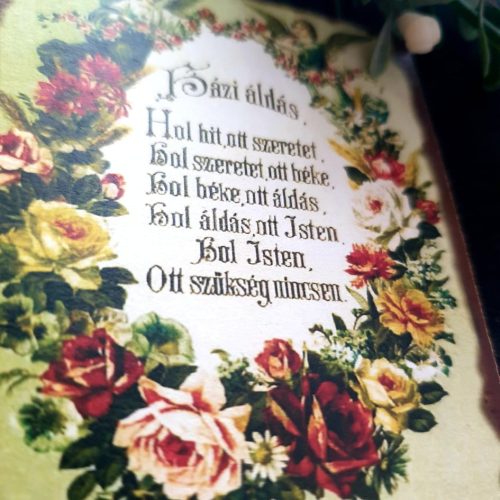 Házi áldás.
Hol hit, ott szeretet,
Hol szeretet, ott béke,
Hol béke, ott áldás,
Hol áldás, ott Isten,
Hol Isten,
Ott szükség nincsen.